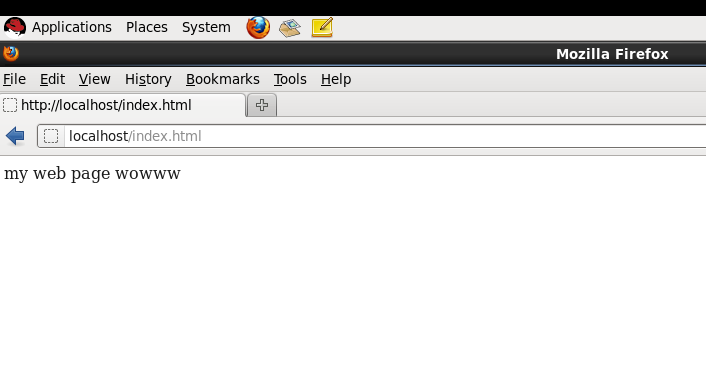 Applications Places System
Mozilla Firefox
File Edit View History Bookmarks Tools Help
http://localhost/index.html
localhost/index.html
my web page wowww